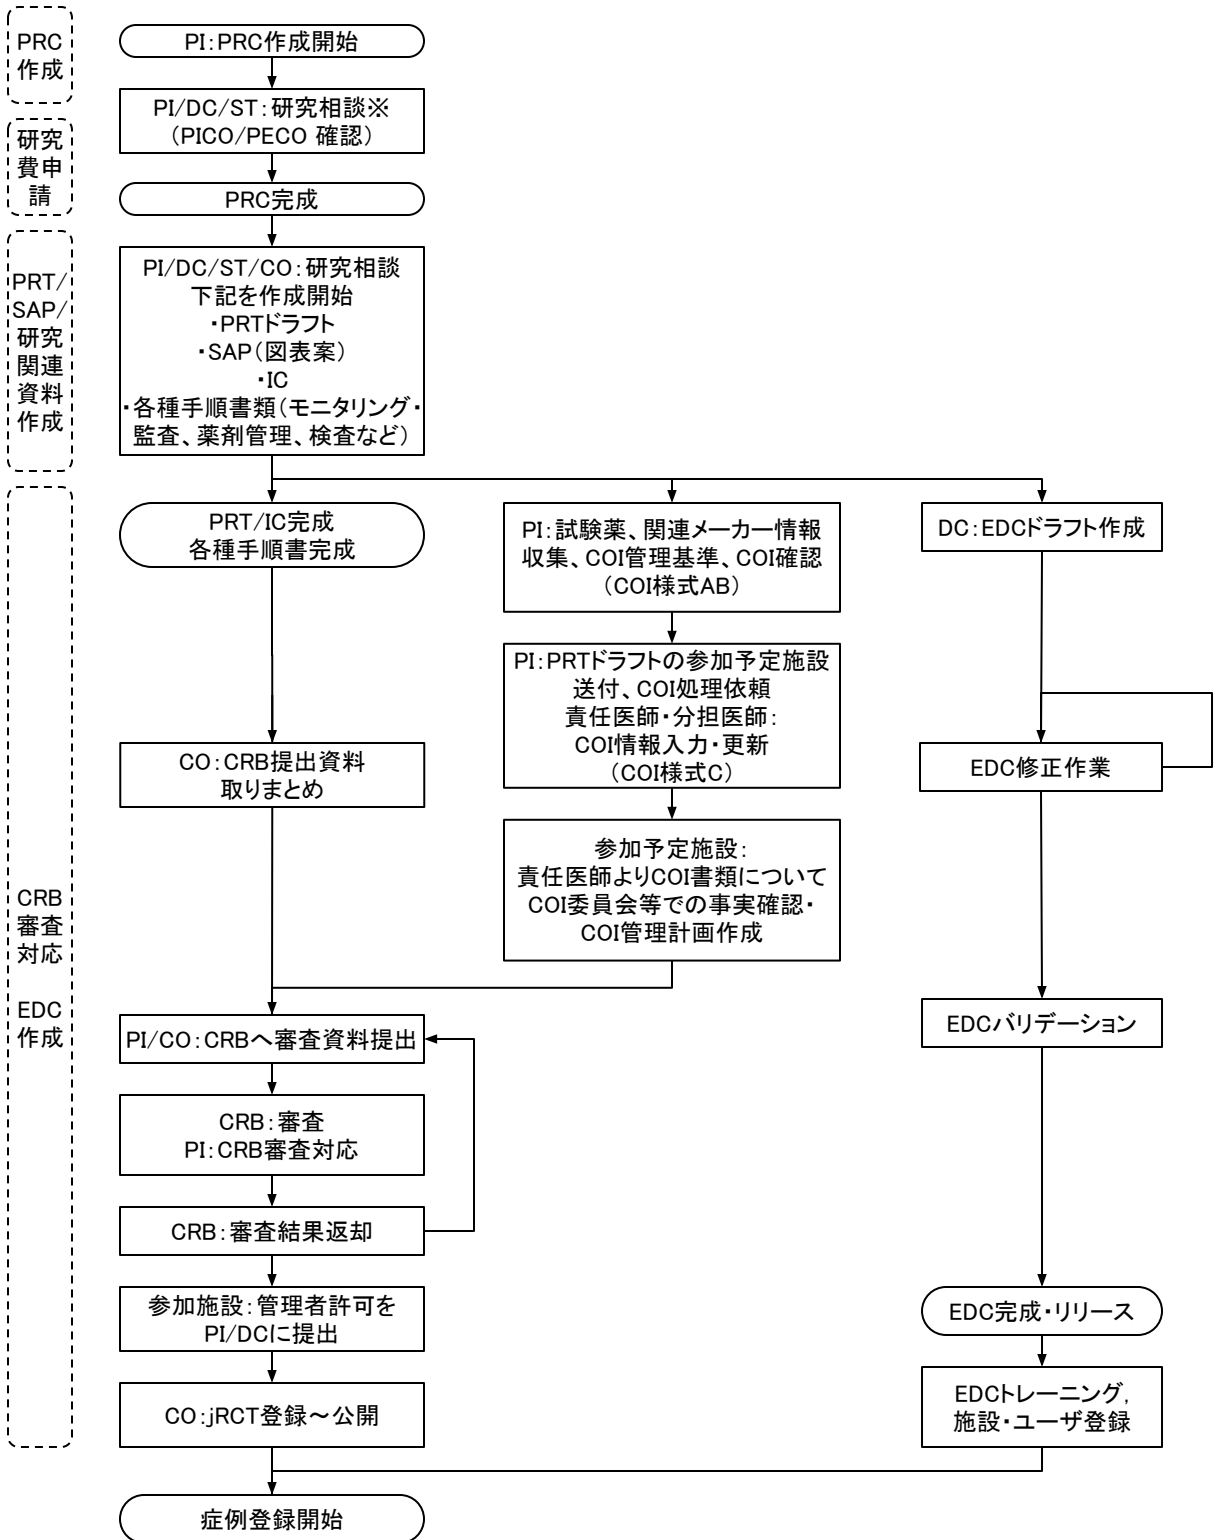 PRC
作成
研究
費申
請
PRT/
SAP/
研究
関連
資料
作成
CRB
審査
対応
EDC
作成
PI:PRC作成開始
PI/DC/ST:研究相談※
(PICO/PECO 確認)
PRC完成
PI/DC/ST/CO:研究相談
下記を作成開始
・PRTドラフト
・SAP(図表案)
・IC
・各種手順書類(モニタリング・
監査、薬剤管理、検査など)
PRT/IC完成
各種手順書完成
CO:CRB提出資料
取りまとめ
PI:試験薬、関連メーカー情報
収集、COI管理基準、COI確認
(COI様式AB)
PI:PRTドラフトの参加予定施設
送付、COI処理依頼
責任医師・分担医師:
COI情報入力・更新
(COI様式C)
参加予定施設:
責任医師よりCOI書類について
COI委員会等での事実確認・
COI管理計画作成
PI/CO:CRBへ審査資料提出
CRB:審査
PI:CRB審査対応
CRB:審査結果返却
参加施設:管理者許可を
PI/DCに提出
CO:jRCT登録～公開
DC:EDCドラフト作成
EDC修正作業
EDCバリデーション
EDC完成・リリース
EDCトレーニング,
施設・ユーザ登録
症例登録開始